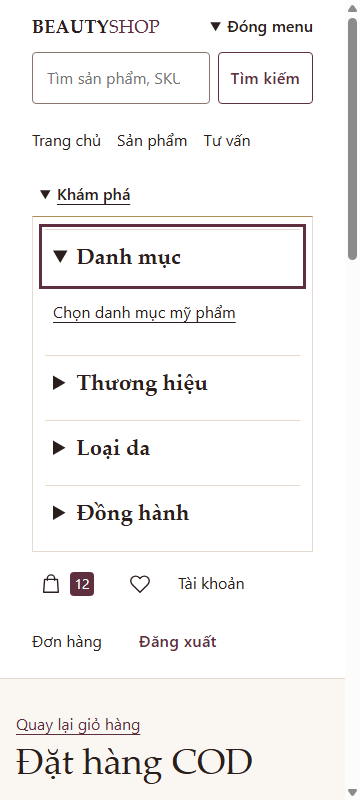 BEAUTYSHOP
Đóng menu
Tìm sản phẩm, SKU
Tìm kiếm
Trang chủ Sản phẩm Tư vấn
Khám phá
Danh mục
Chọn danh mục mỹ phẩm
Thương hiệu
Loại da
Đồng hành
12
Tài khoản
Đơn hàng
Đăng xuất
Quay lại giỏ hàng
Đặt hàng COD